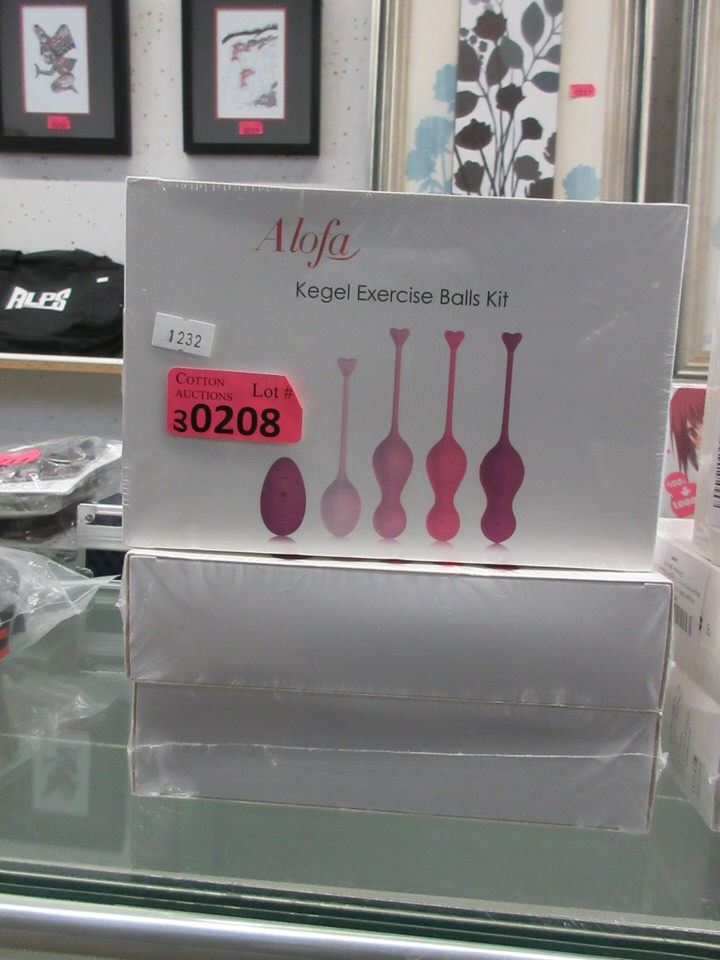 Alofa
Kegel Exercise Balls Kit
1232
COTTON
AUCTIONS
Lot #
30208
ALPS